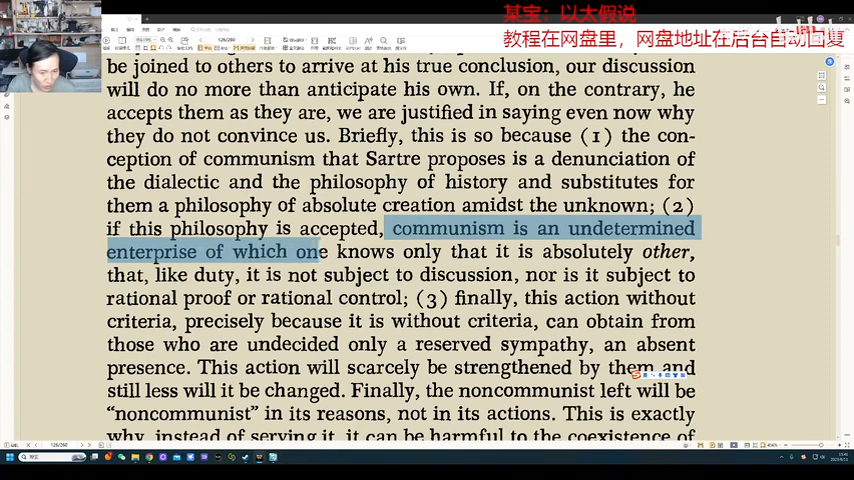 某宝：以太假说
教程在网盘里，网盘地址在后台自动回复
be joined to others to arrive at his true conclusion, our discussion
will do no more than anticipate his own. If, on the contrary, he
accepts them as they are, we are justified in saying even now why
they do not convince us. Briefly, this is so because (1) the con-
ception of communism that Sartre proposes is a denunciation of
the dialectic and the philosophy of history and substitutes for
them a philosophy of absolute creation amidst the unknown; (2)
if this philosophy is accepted, communism is an undetermined
enterprise of which one knows only that it is absolutely other,
that, like duty, it is not subject to discussion, nor is it subject to
rational proof or rational control; (3) finally, this action without
criteria, precisely because it is without criteria, can obtain from
those who are undecided only a reserved sympathy, an absent
presence. This action will scarcely be strengthened by them and
still less will it be changed. Finally, the noncommunist left will be
"noncommunist" in its reasons, not in its actions. This is exactly
why, instead of serving it, it can be harmful to the coexistence of
126/260